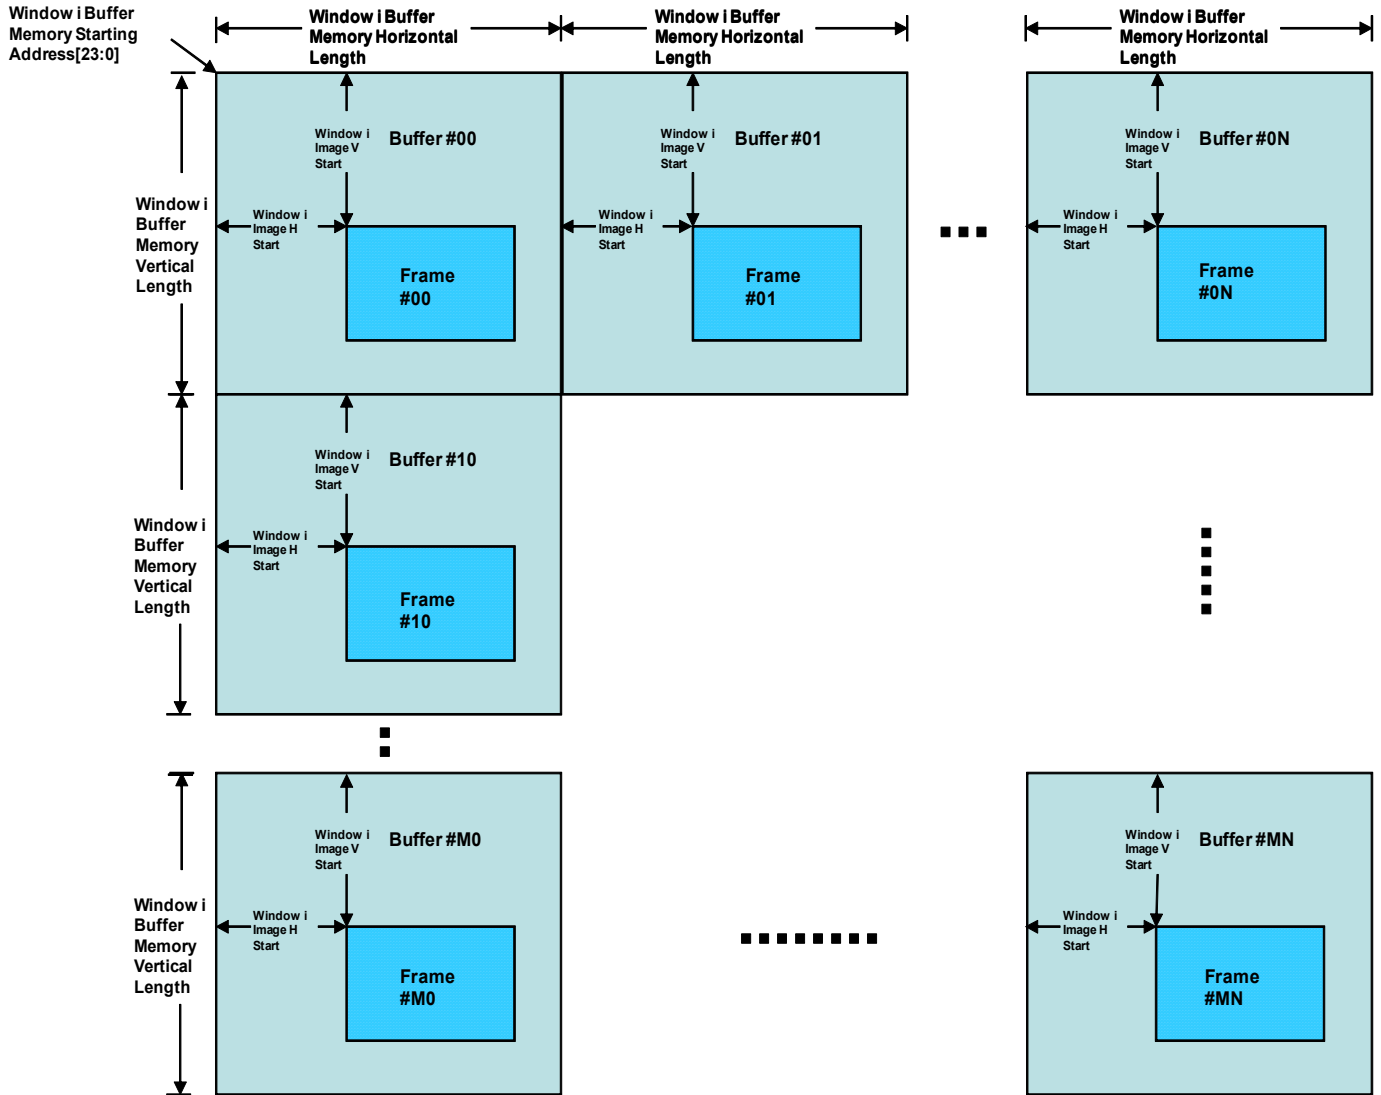 Window i Buffer
Memory Starting
Address[23:0]
Window i Buffer
Memory Horizontal
Length
Window i Buffer
Memory Horizontal
Length
Window i Buffer
Memory Horizontal
Length
Window i
Buffer
Memory
Vertical
Length
Window i
Image V
Start
Buffer #00
Window i
Image H
Start
Frame
#00
Window i
Image V
Start
Buffer #01
Window i
Image H
Start
Frame
#01
Window i
Image V
Start
Buffer #0N
Window i
Image H
Start
Frame
#0N
Window i
Buffer
Memory
Vertical
Length
Window i
Image V
Start
Buffer #10
Window i
Image H
Start
Frame
#10
Window i
Buffer
Memory
Vertical
Length
Window i
Image V
Start
Buffer #M0
Window i
Image H
Start
Frame
#M0
Window i
Image V
Start
Buffer #MN
Window i
Image H
Start
Frame
#MN